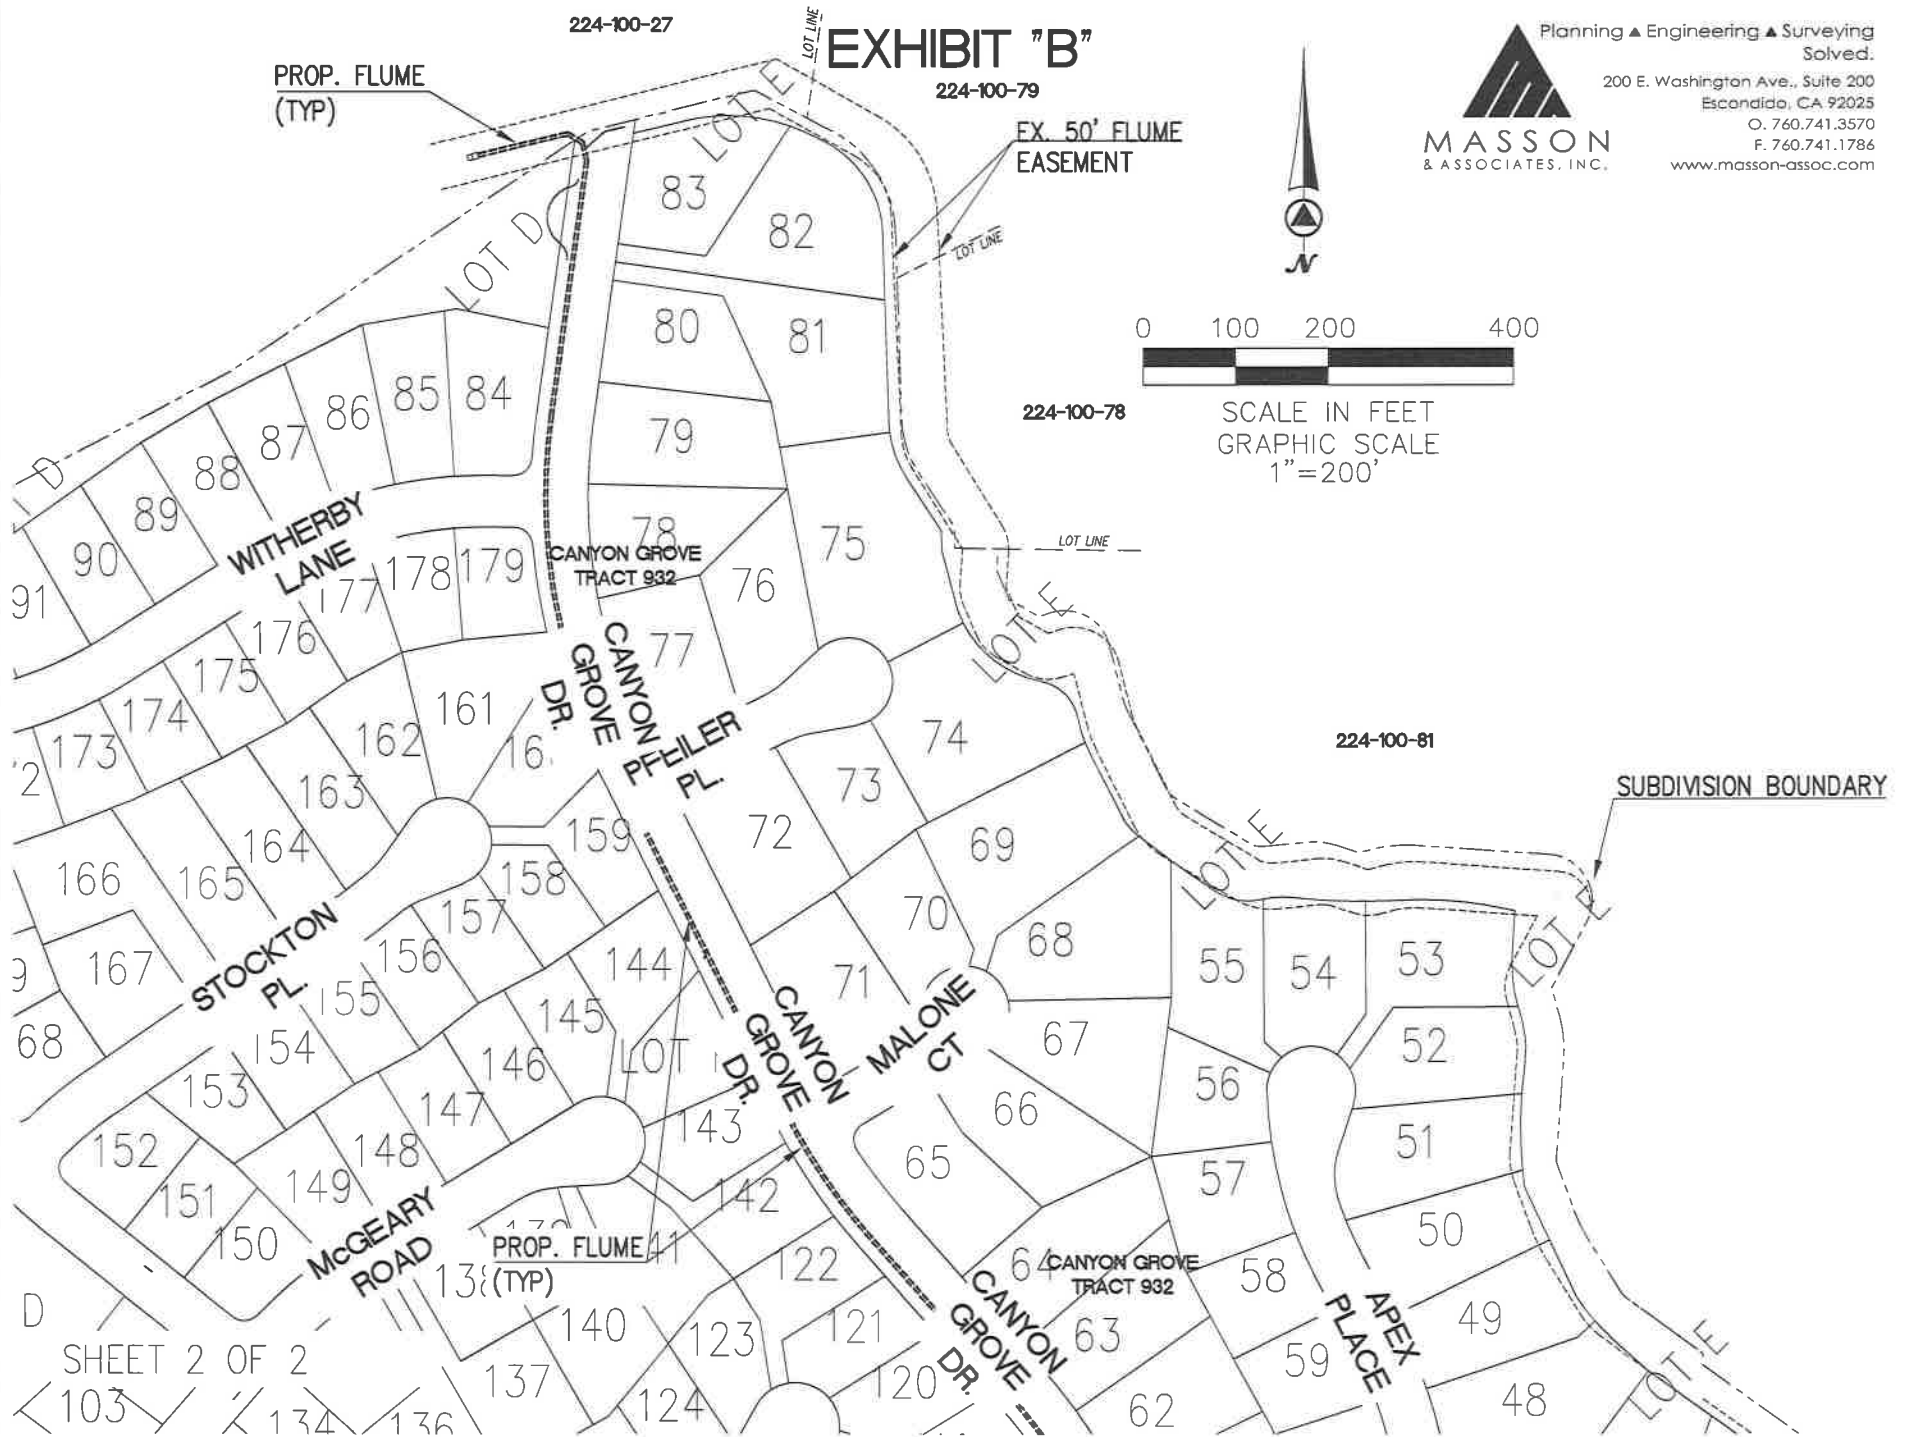 224-100-27
LOT LINE
EXHIBIT "B"
224-100-79
PROP. FLUME
(TYP)
EX. 50' FLUME
EASEMENT
Planning ▲ Engineering ▲ Surveying
Solved.
200 E. Washington Ave., Suite 200
Escondido, CA 92025
O. 760.741.3570
F. 760.741.1786
www.masson-assoc.com
MASSON
& ASSOCIATES, INC.
N
LOT E
LOT D
LOT LINE
83
82
80
81
0 100 200 400
SCALE IN FEET
GRAPHIC SCALE
1"=200'
224-100-78
84
85
86
87
88
89
90
91
D
79
78
75
76
77
WITHERBY
LANE
CANYON GROVE
TRACT 932
LOT LINE
LOT E
179
178
177
176
175
174
173
CANYON
GROVE
DR.
PFEILER
PL.
161
162
163
164
165
166
167
224-100-81
SUBDIVISION BOUNDARY
74
73
72
69
70
71
68
67
66
65
159
158
157
156
155
154
153
152
151
150
149
148
147
146
145
144
143
142
STOCKTON
PL.
LOT
CANYON
GROVE
DR.
MALONE
CT
LOT E
LOT E
55
54
53
52
51
50
49
48
56
57
58
59
62
63
64
68
McGEARY
ROAD
PROP. FLUME
(TYP)
CANYON GROVE
TRACT 932
CANYON
GROVE
DR.
APEX
PLACE
LOT E
122
121
120
123
124
140
137
136
134
103
D
SHEET 2 OF 2